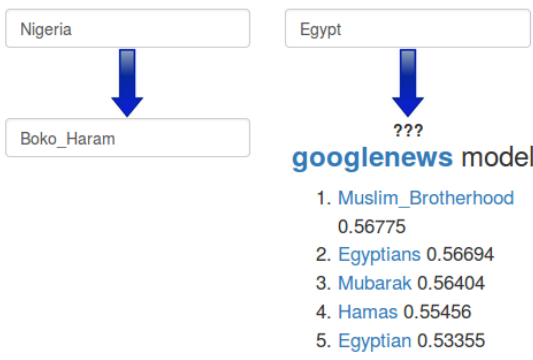 Nigeria
Egypt
Boko_Haram
???
googlenews model
1. Muslim_Brotherhood
0.56775
2. Egyptians 0.56694
3. Mubarak 0.56404
4. Hamas 0.55456
5. Egyptian 0.53355